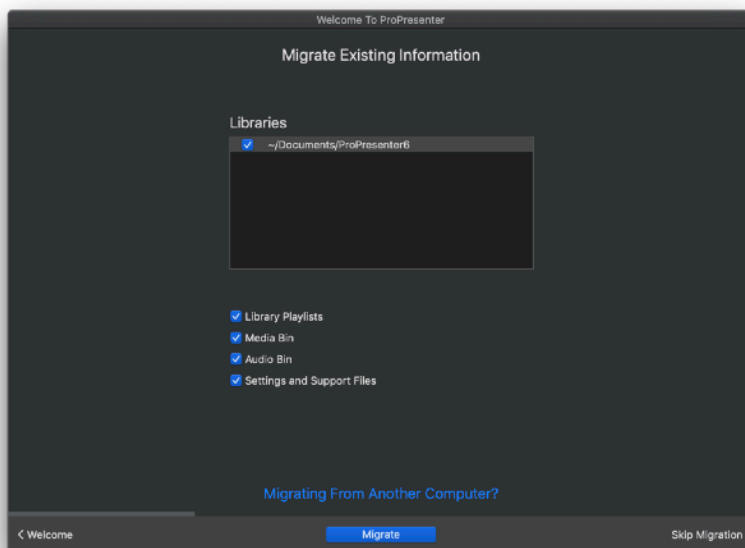 Welcome To ProPresenter
Migrate Existing Information
Libraries
~/Documents/ProPresenter6
Library Playlists
Media Bin
Audio Bin
Settings and Support Files
Migrating From Another Computer?
< Welcome
Migrate
Skip Migration